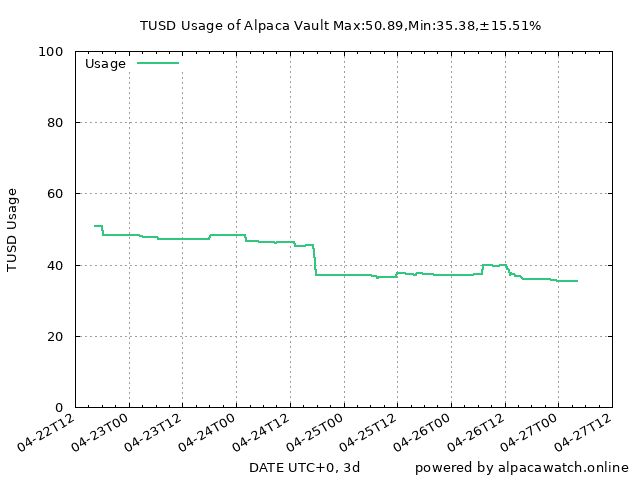 TUSD Usage of Alpaca Vault Max:50.89,Min:35.38,±15.51%
Usage
100
80
60
40
20
0
TUSD Usage
04-22T12
04-23T00
04-23T12
04-24T00
04-24T12
04-25T00
04-25T12
04-26T00
04-26T12
04-27T00
04-27T12
DATE UTC+0, 3d
powered by alpacawatch.online